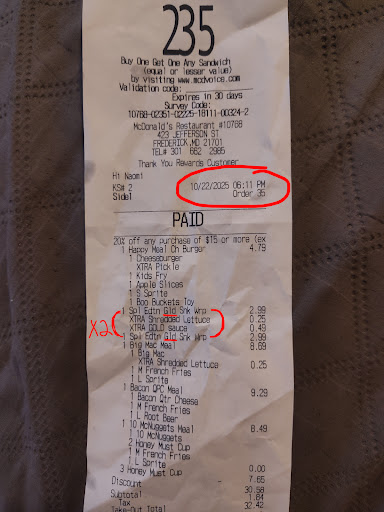 235
Buy One Get One Any Sandwich
(equal or lesser value)
by visiting www.mcdvoice.com
Validation code:
Expires in 30 days
Survey Code:
10768-02351-02225-18111-00324-2
McDonald's Restaurant #10768
423 JEFFERSON ST
FREDERICK,MD 21701
TEL# 301 662 2965
Thank You Rewards Customer
Hi Naomi
KS# 2 10/22/2025 06:11 PM
Side1 Order 35
PAID
20% off any purchase of $15 or more (ex
1 Happy Meal Ch Burger 4.79
1 Cheeseburger
XTRA Pickle
1 Kids Fry
1 Apple Slices
1 S Sprite
1 Boo Buckets Toy
1 Spl Edtn Gld Snk Wrp 2.99
X2 XTRA Shredded Lettuce 0.25
XTRA GOLD sauce 0.49
1 Spl Edtn Gld Snk Wrp 2.99
1 Big Mac Meal 8.69
1 Big Mac
XTRA Shredded Lettuce 0.25
1 M French Fries
1 L Sprite
1 Bacon QPC Meal 9.29
1 Bacon Qtr Cheese
1 M French Fries
1 L Root Beer
1 10 McNuggets Meal 8.49
1 10 McNuggets
2 Honey Must Cup
1 M French Fries
1 L Sprite
3 Honey Must Cup 0.00
Discount 7.65
Subtotal 30.58
Tax 1.84
Take-Out Total 32.42